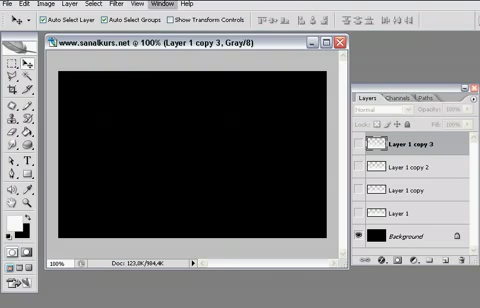 File Edit Image Layer Select Filter View Window Help
Auto Select Layer Auto Select Groups Show Transform Controls
www.sanalkurs.net @ 100% (Layer 1 copy 3, Gray/8)
Layers Channels Paths
Normal Opacity: 100%
Lock: Fill: 100%
Layer 1 copy 3
Layer 1 copy 2
Layer 1 copy
Layer 1
Background
100% Doc: 123,0K/984,4K